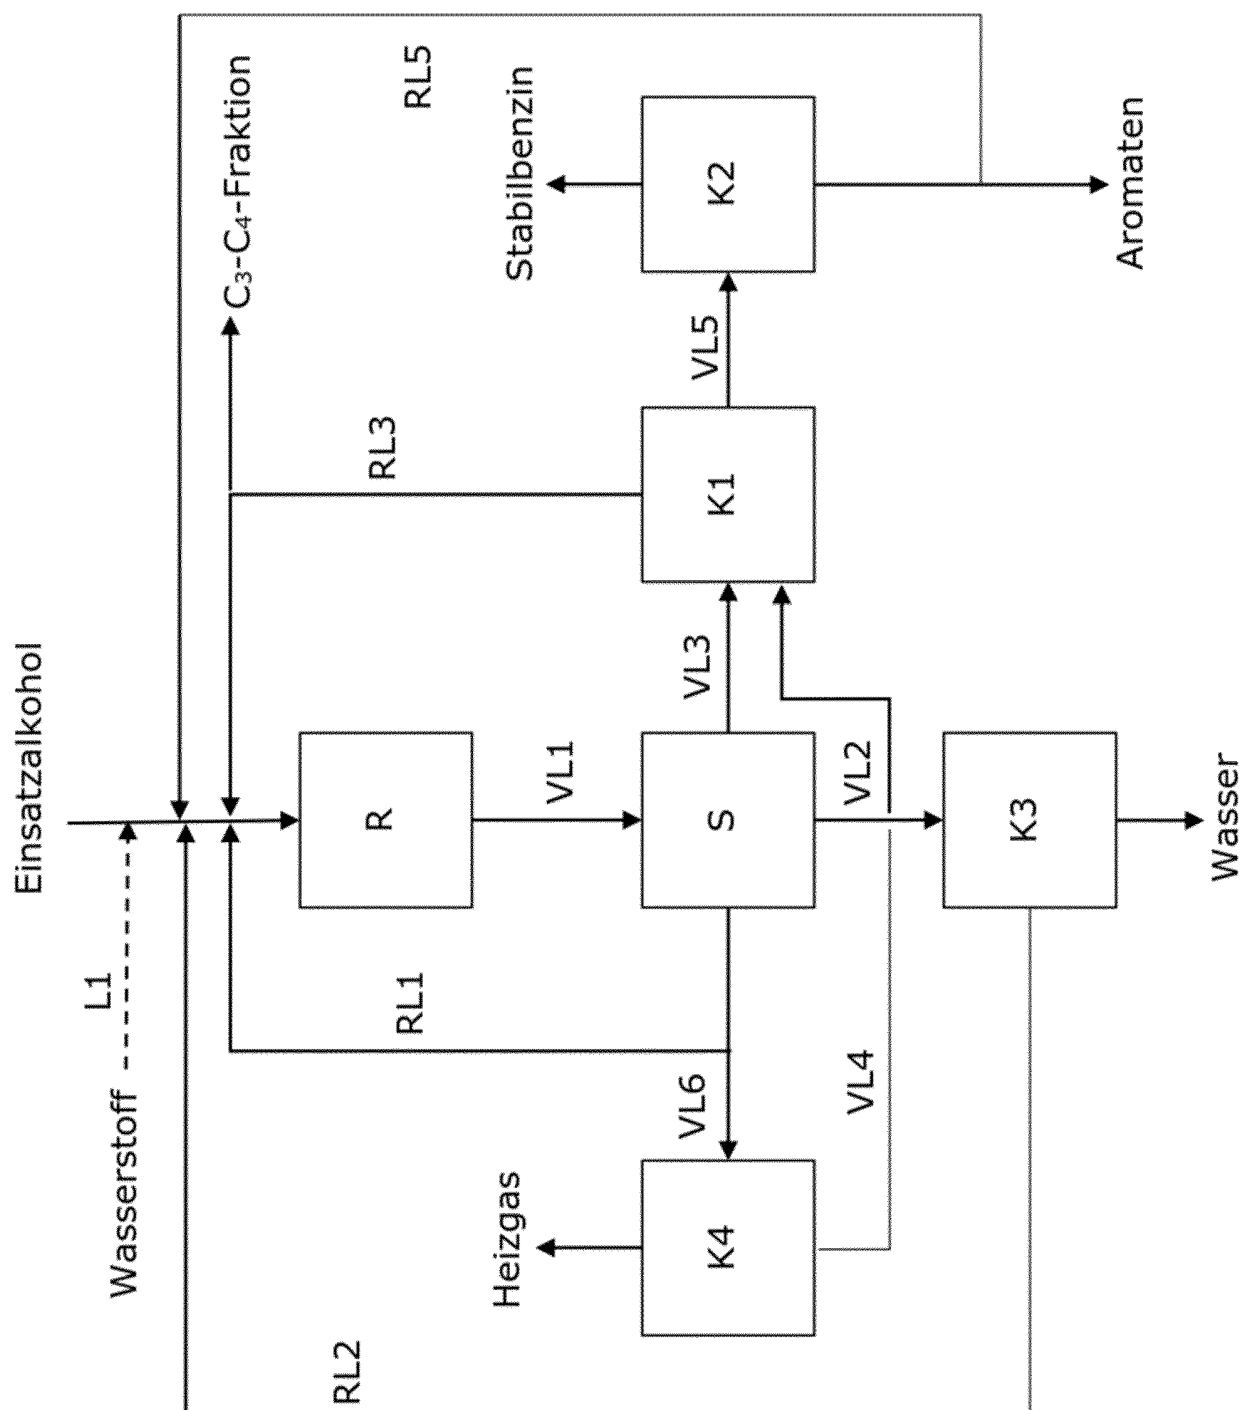 Einsatzalkohol
Wasserstoff
L1
RL2
RL1
RL3
RL5
C₃-C₄-Fraktion
R
VL1
Heizgas
Stabilbenzin
K4
VL6
S
VL3
K1
VL5
K2
VL4
VL2
K3
Aromaten
Wasser